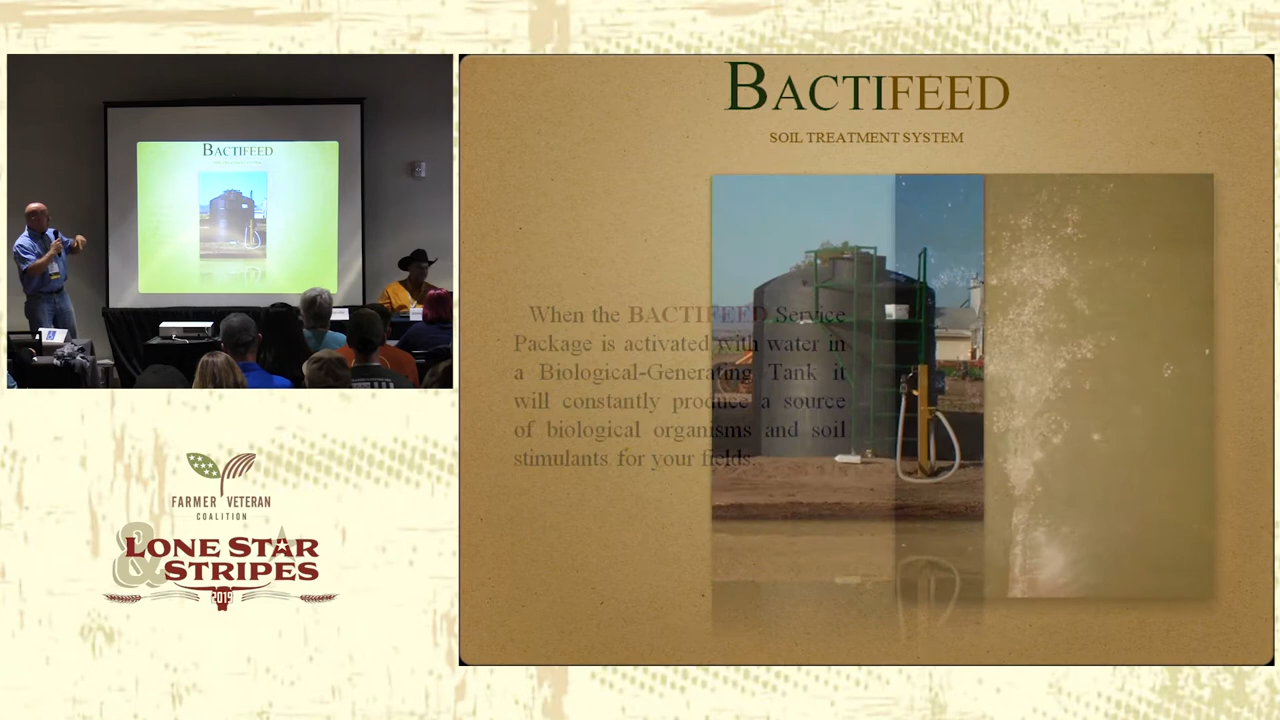 BACTIFEED
BACTIFEED
SOIL TREATMENT SYSTEM
When the BACTIFEED Service
Package is activated with water in
a Biological-Generating Tank it
will constantly produce a source
of biological organisms and soil
stimulants for your fields.
FARMER VETERAN
COALITION
&
LONE STAR
STRIPES
2019